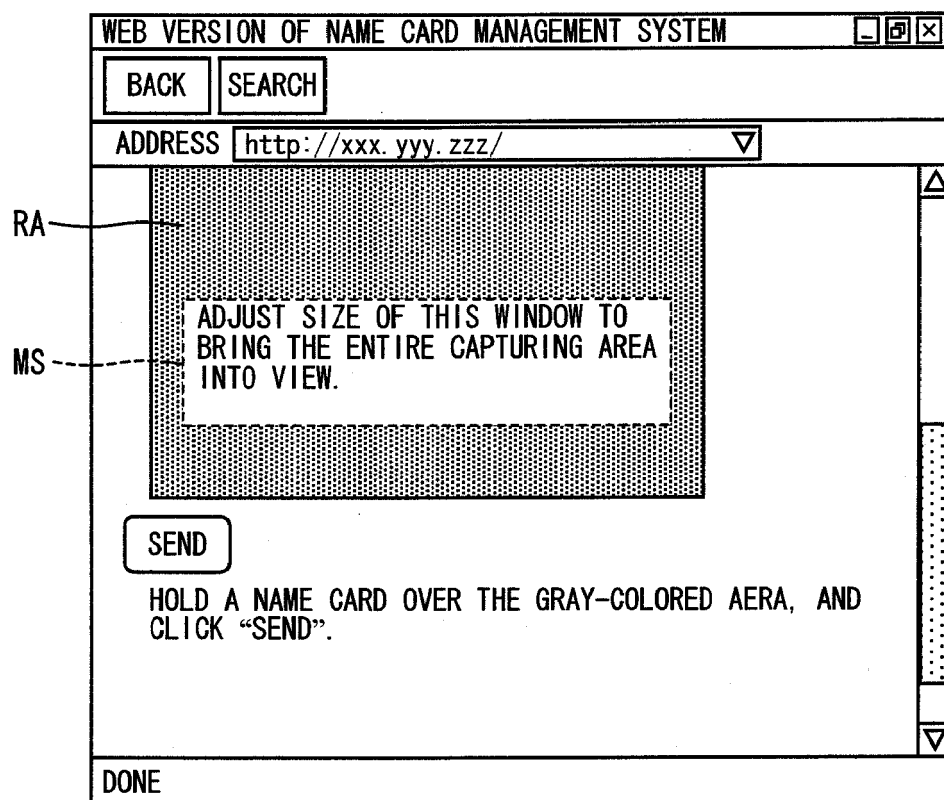 WEB VERSION OF NAME CARD MANAGEMENT SYSTEM
BACK SEARCH
ADDRESS http://xxx.yyy.zzz/
RA
ADJUST SIZE OF THIS WINDOW TO
BRING THE ENTIRE CAPTURING AREA
INTO VIEW.
MS
SEND
HOLD A NAME CARD OVER THE GRAY-COLORED AERA, AND
CLICK “SEND”.
DONE